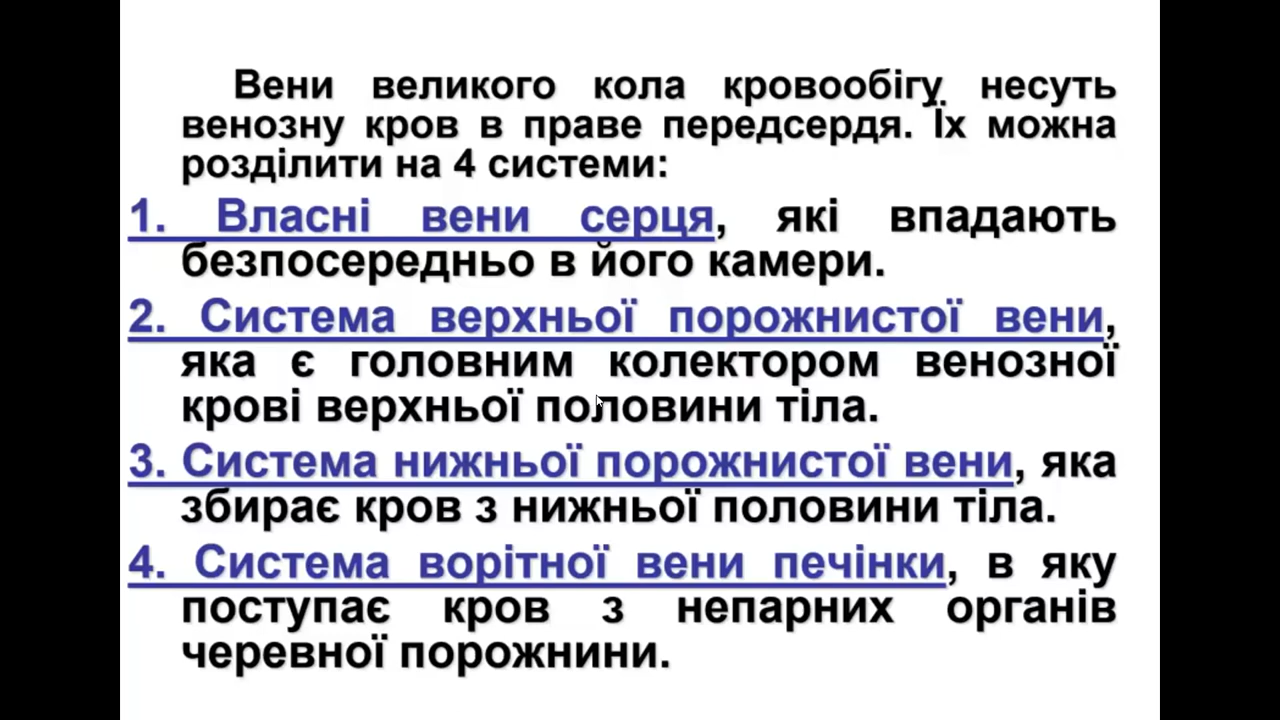 Вени великого кола кровообігу несуть
венозну кров в праве передсердя. Їх можна
розділити на 4 системи:
1. Власні вени серця, які впадають
безпосередньо в його камери.
2. Система верхньої порожнистої вени,
яка є головним колектором венозної
крові верхньої половини тіла.
3. Система нижньої порожнистої вени, яка
збирає кров з нижньої половини тіла.
4. Система ворітної вени печінки, в яку
поступає кров з непарних органів
черевної порожнини.